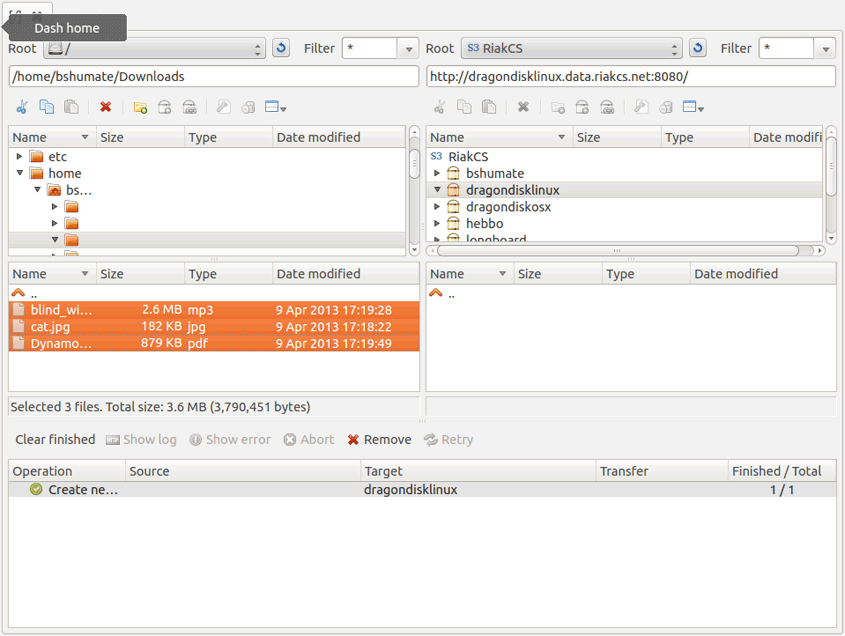 Dash home
Root / Filter * Root S3 RiakCS Filter *
/home/bshumate/Downloads http://dragondisklinux.data.riakcs.net:8080/
Name Size Type Date modified Name Size Type Date modifi
etc S3 RiakCS
home bshumate
bs... dragondisklinux
dragondiskosx
hebbo
longboard
Name Size Type Date modified Name Size Type Date modified
.. ..
blind_wi... 2.6 MB mp3 9 Apr 2013 17:19:28
cat.jpg 182 KB jpg 9 Apr 2013 17:18:22
Dynamo... 879 KB pdf 9 Apr 2013 17:19:49
Selected 3 files. Total size: 3.6 MB (3,790,451 bytes)
Clear finished Show log Show error Abort Remove Retry
Operation Source Target Transfer Finished / Total
Create ne... dragondisklinux 1 / 1